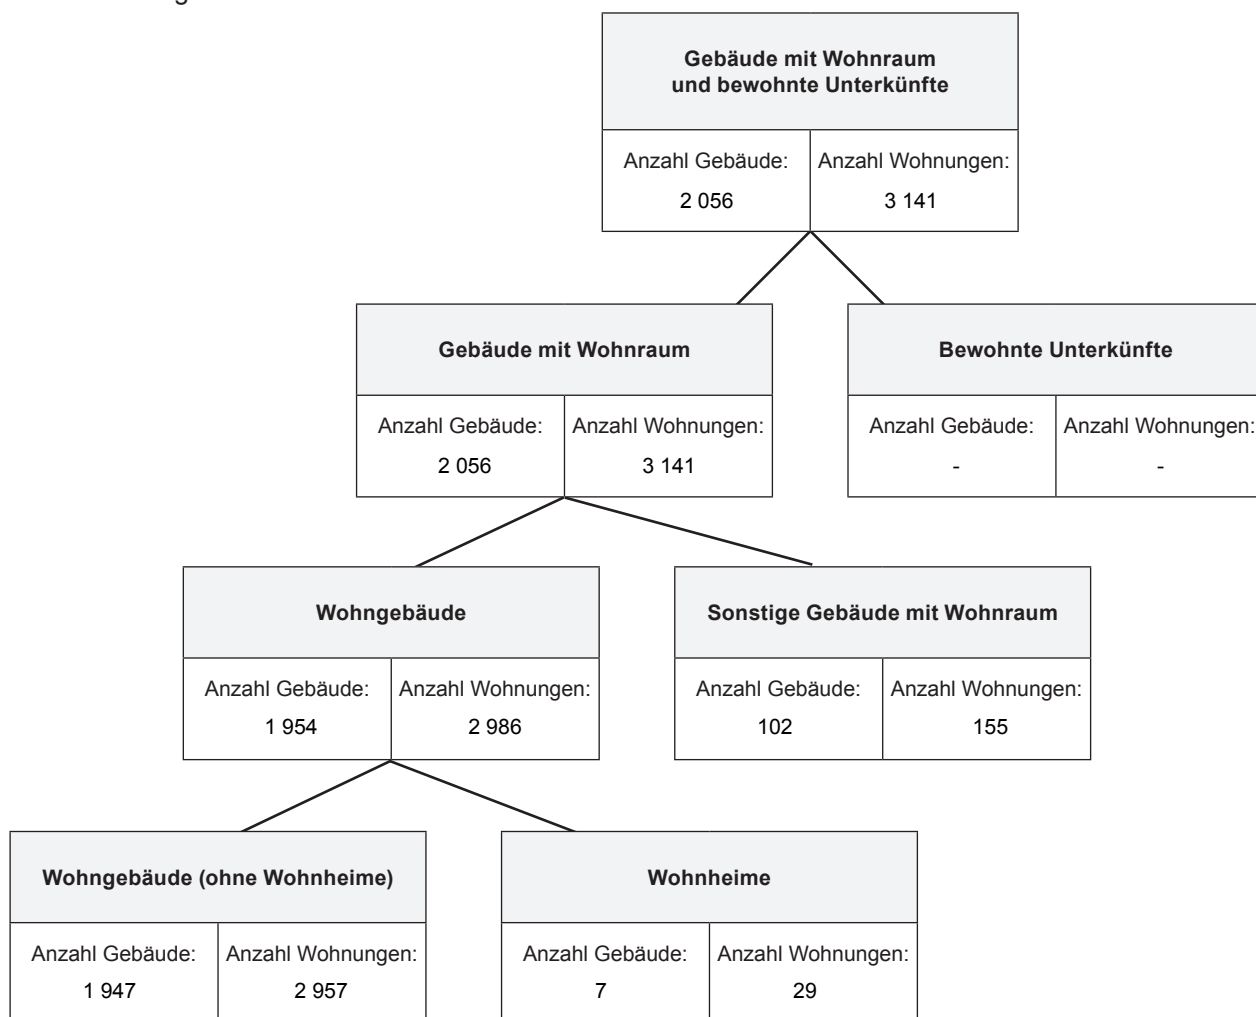 Gebäude mit Wohnraum
und bewohnte Unterkünfte
Anzahl Gebäude: Anzahl Wohnungen:
2 056 3 141
Gebäude mit Wohnraum Bewohnte Unterkünfte
Anzahl Gebäude: Anzahl Wohnungen: Anzahl Gebäude: Anzahl Wohnungen:
2 056 3 141 - -
Wohngebäude Sonstige Gebäude mit Wohnraum
Anzahl Gebäude: Anzahl Wohnungen: Anzahl Gebäude: Anzahl Wohnungen:
1 954 2 986 102 155
Wohngebäude (ohne Wohnheime) Wohnheime
Anzahl Gebäude: Anzahl Wohnungen: Anzahl Gebäude: Anzahl Wohnungen:
1 947 2 957 7 29